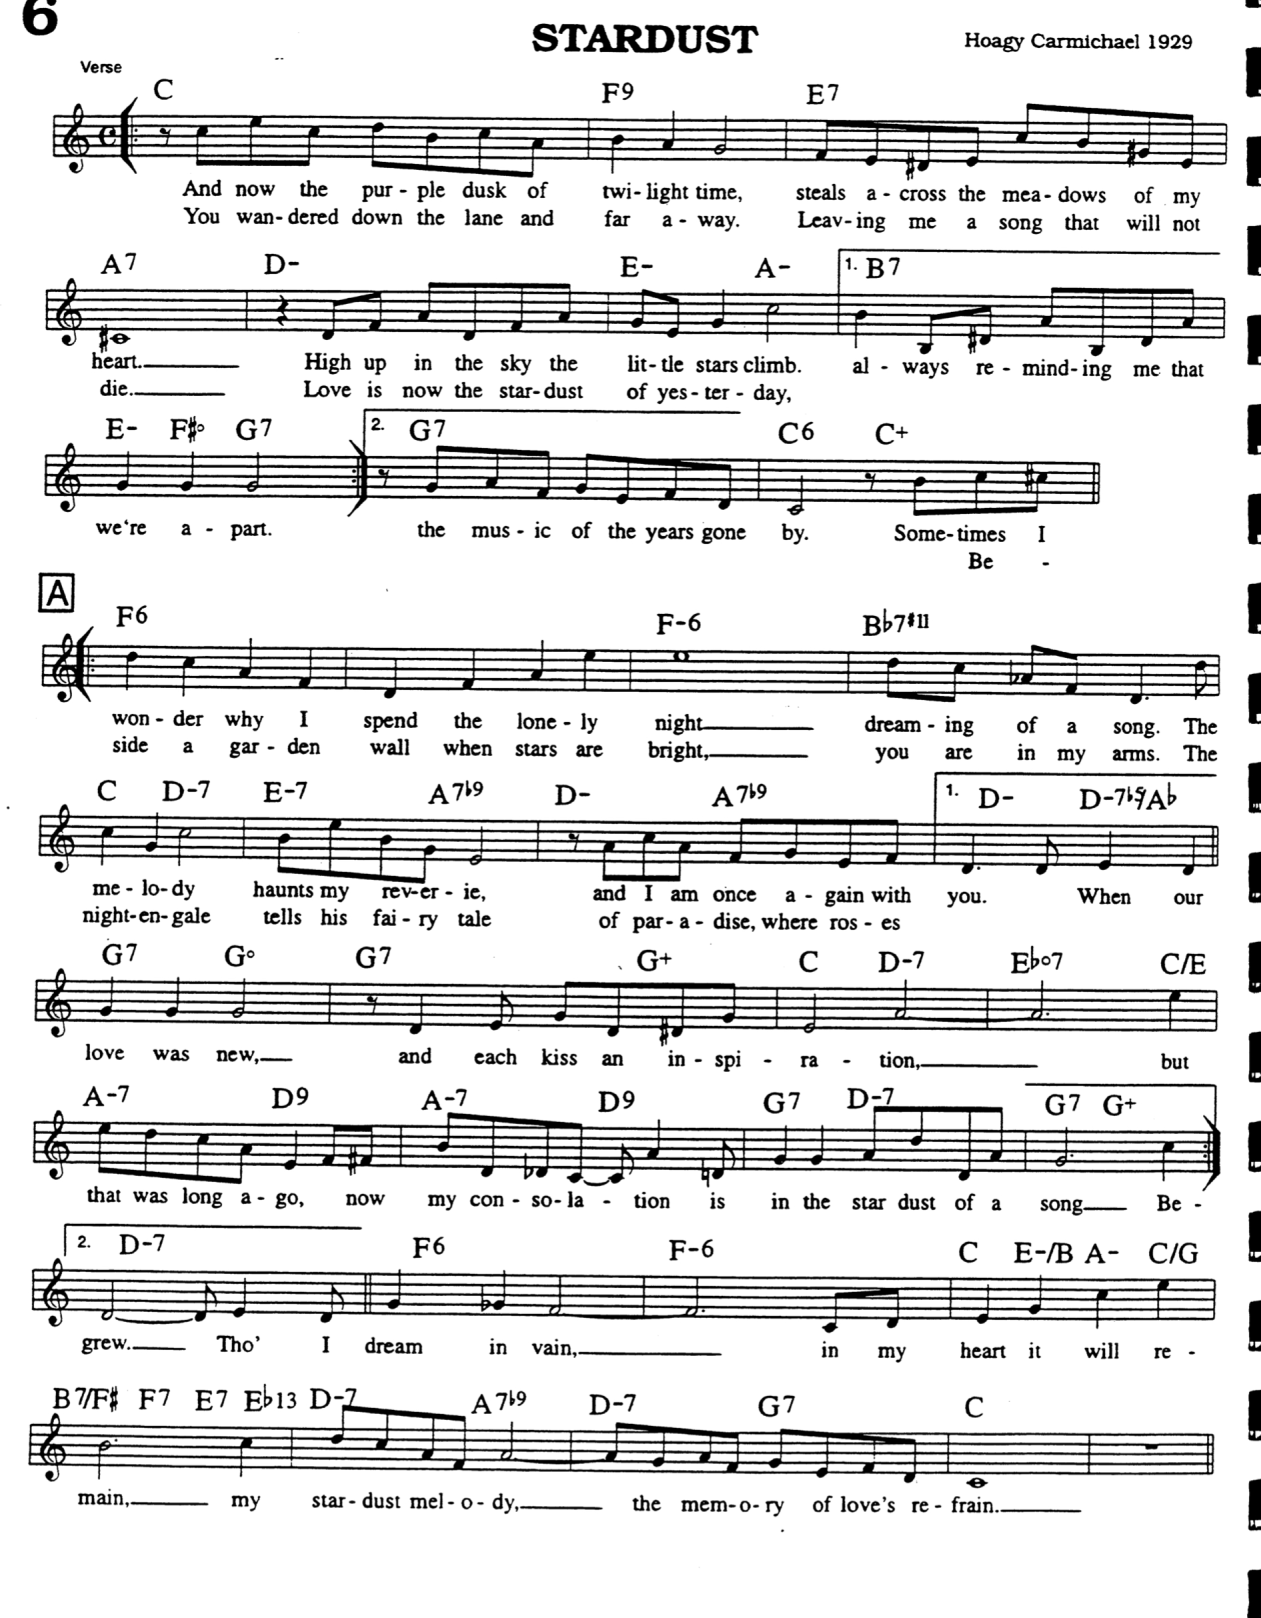 6
STARDUST
Hoagy Carmichael 1929
Verse
C F9 E7
And now the pur - ple dusk of twi - light time, steals a - cross the mea - dows of my
You wan - dered down the lane and far a - way. Leav - ing me a song that will not
A7 D- E- A- 1. B7
heart. High up in the sky the lit - tle stars climb. al - ways re - mind - ing me that
die. Love is now the star - dust of yes - ter - day,
E- F#° G7 2. G7 C6 C+
we're a - part. the mus - ic of the years gone by. Some - times I
Be -
A
F6 F-6 B♭7#11
won - der why I spend the lone - ly night dream - ing of a song. The
side a gar - den wall when stars are bright, you are in my arms. The
C D-7 E-7 A7♭9 D- A7♭9 1. D- D-7♭5/A♭
me - lo - dy haunts my rev - er - ie, and I am once a - gain with you. When our
night - en - gale tells his fai - ry tale of par - a - dise, where ros - es
G7 G° G7 G+ C D-7 E♭°7 C/E
love was new, and each kiss an in - spi - ra - tion, but
A-7 D9 A-7 D9 G7 D-7 G7 G+
that was long a - go, now my con - so - la - tion is in the star dust of a song Be -
2. D-7 F6 F-6 C E-/B A- C/G
grew. Tho' I dream in vain, in my heart it will re -
B7/F# F7 E7 E♭13 D-7 A7♭9 D-7 G7 C
main, my star - dust mel - o - dy, the mem - o - ry of love's re - frain.